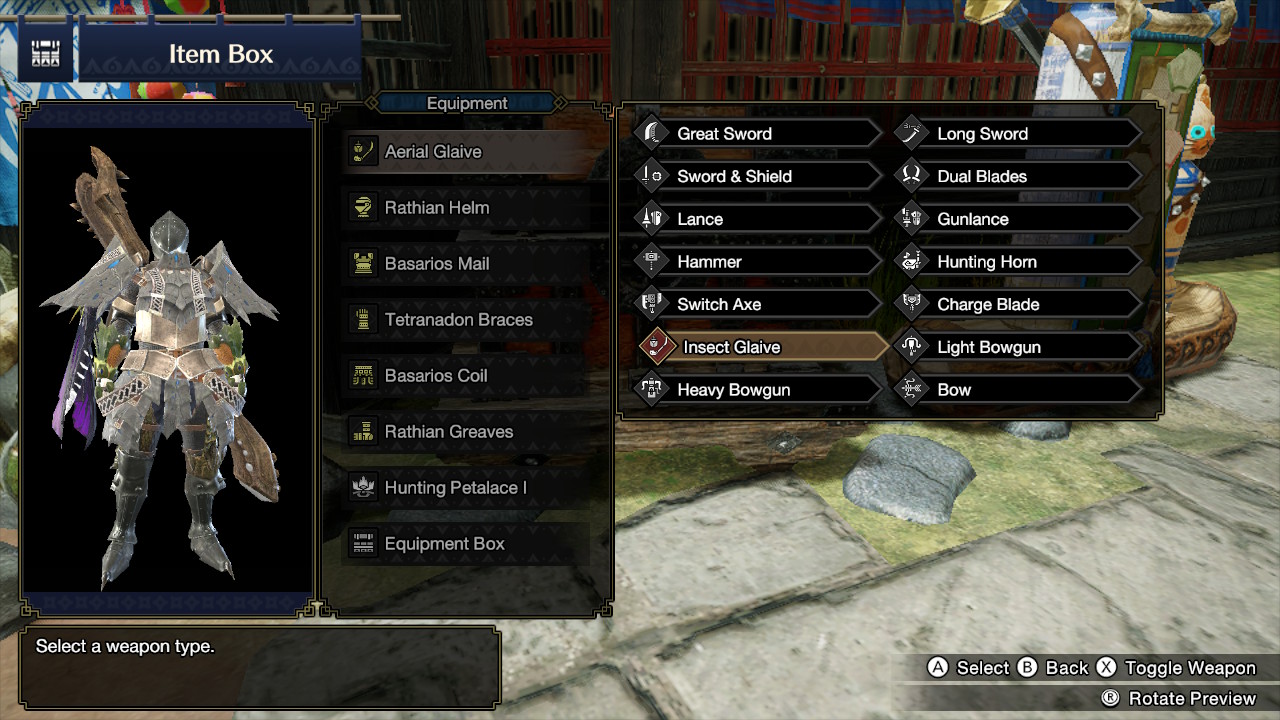 Item Box
Equipment
Aerial Glaive
Rathian Helm
Basarios Mail
Tetranadon Braces
Basarios Coil
Rathian Greaves
Hunting Petalace I
Equipment Box
Great Sword
Long Sword
Sword & Shield
Dual Blades
Lance
Gunlance
Hammer
Hunting Horn
Switch Axe
Charge Blade
Insect Glaive
Light Bowgun
Heavy Bowgun
Bow
Select a weapon type.
A Select B Back X Toggle Weapon
R Rotate Preview